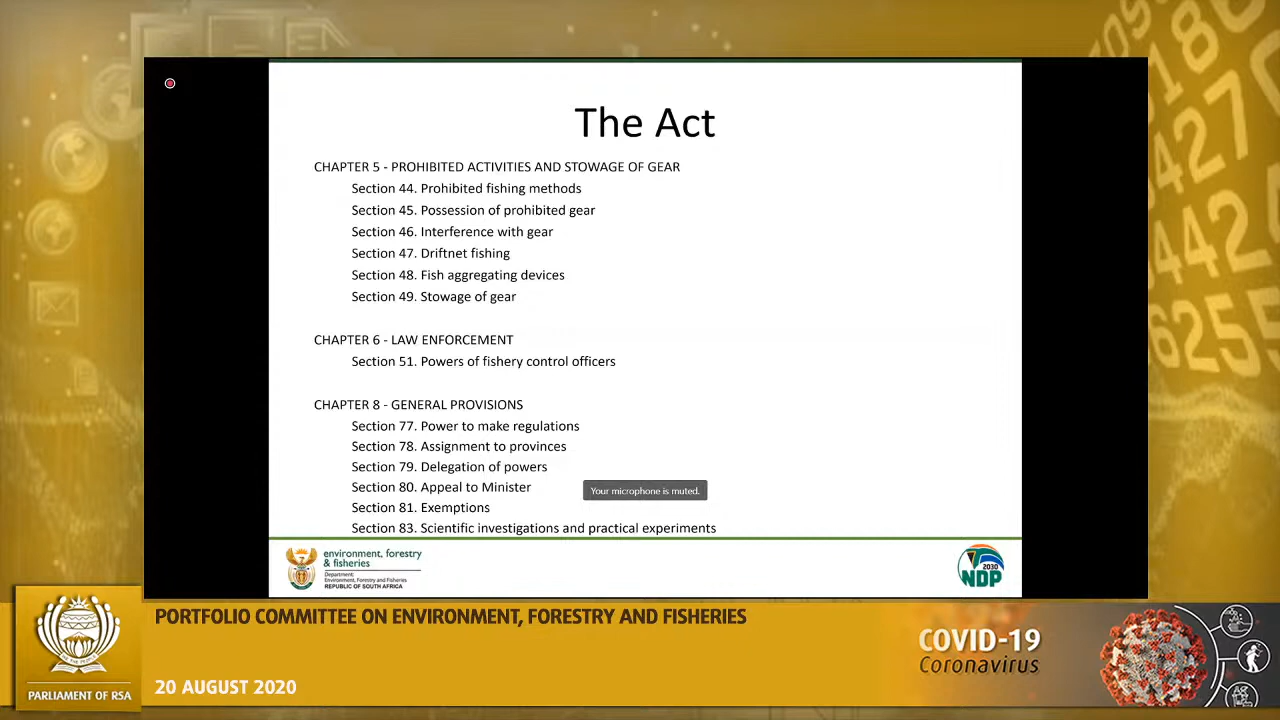 The Act
CHAPTER 5 - PROHIBITED ACTIVITIES AND STOWAGE OF GEAR
Section 44. Prohibited fishing methods
Section 45. Possession of prohibited gear
Section 46. Interference with gear
Section 47. Driftnet fishing
Section 48. Fish aggregating devices
Section 49. Stowage of gear
CHAPTER 6 - LAW ENFORCEMENT
Section 51. Powers of fishery control officers
CHAPTER 8 - GENERAL PROVISIONS
Section 77. Power to make regulations
Section 78. Assignment to provinces
Section 79. Delegation of powers
Section 80. Appeal to Minister
Your microphone is muted.
Section 81. Exemptions
Section 83. Scientific investigations and practical experiments
environment, forestry
& fisheries
Department:
Environment, Forestry and Fisheries
REPUBLIC OF SOUTH AFRICA
2030
NDP
PORTFOLIO COMMITTEE ON ENVIRONMENT, FORESTRY AND FISHERIES
COVID-19
Coronavirus
PARLIAMENT OF RSA
20 AUGUST 2020